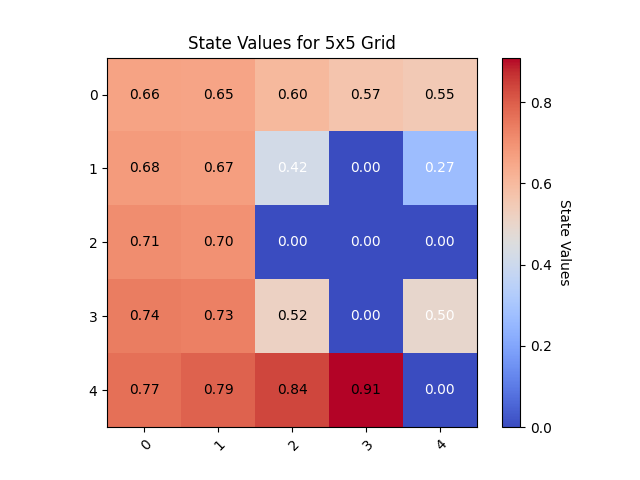 State Values for 5x5 Grid
0 0.66 0.65 0.60 0.57 0.55
1 0.68 0.67 0.42 0.00 0.27
2 0.71 0.70 0.00 0.00 0.00
3 0.74 0.73 0.52 0.00 0.50
4 0.77 0.79 0.84 0.91 0.00
0 1 2 3 4
0.8
0.6
0.4
0.2
0.0
State Values